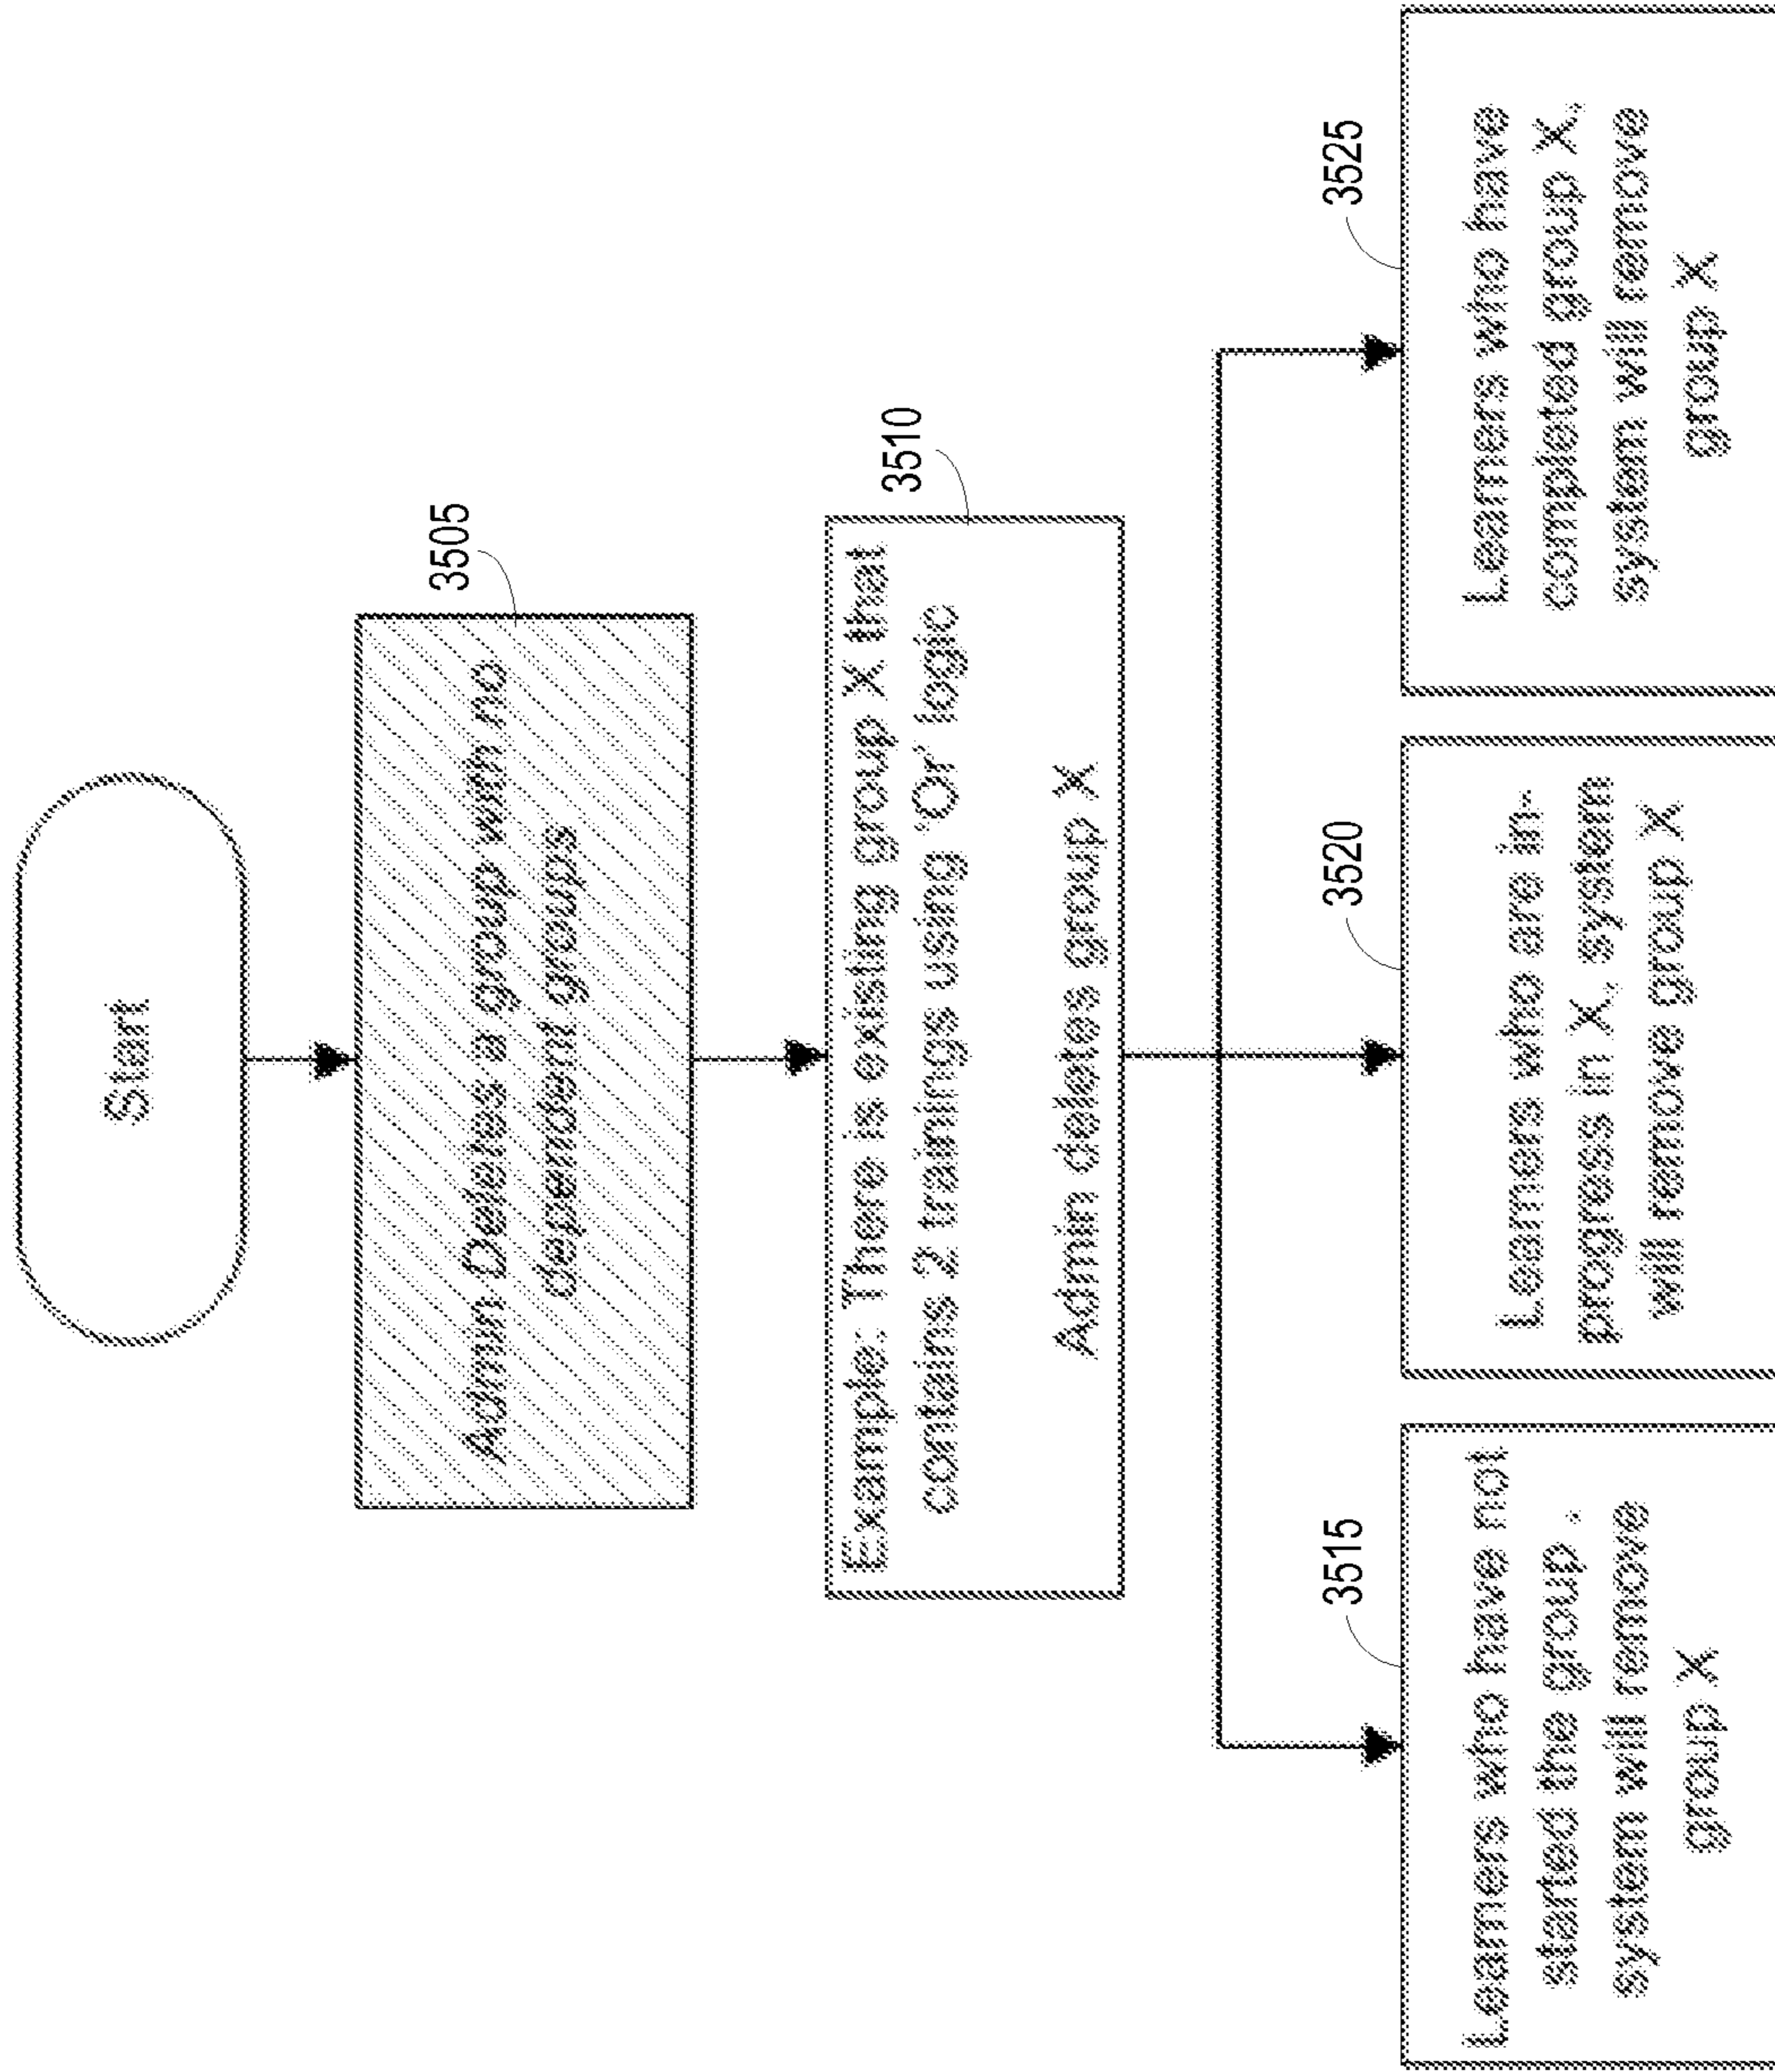 Start
3505
Admin Deletes a group with no
dependent groups
3510
Example: There is existing group X that
contains 2 trainings using 'Or' logic
Admin deletes group X
3515
Learners who have not
started the group ,
system will remove
group X
3520
Learners who are in-
progress in X, system
will remove group X
3525
Learners who have
completed group X,
system will remove
group X